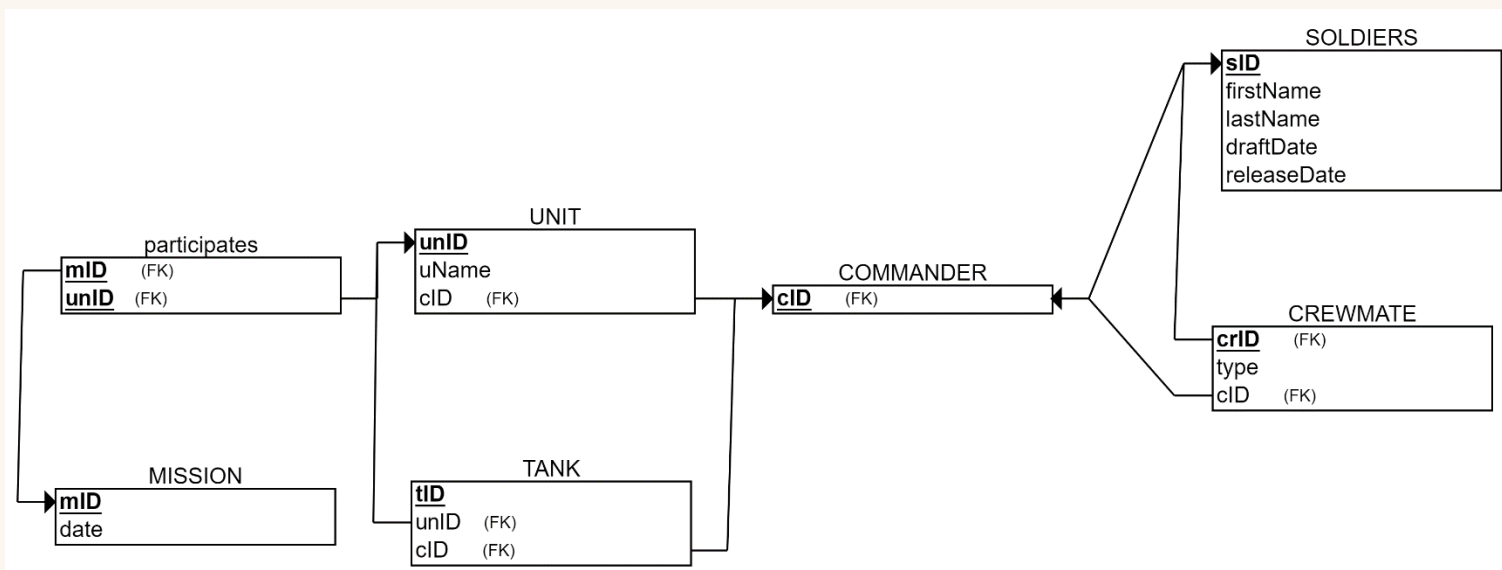 SOLDIERS
sID
firstName
lastName
draftDate
releaseDate
UNIT
unID
uName
cID (FK)
participates
mID (FK)
unID (FK)
COMMANDER
cID (FK)
CREWMATE
crID (FK)
type
cID (FK)
MISSION
mID
date
TANK
tID
unID (FK)
cID (FK)